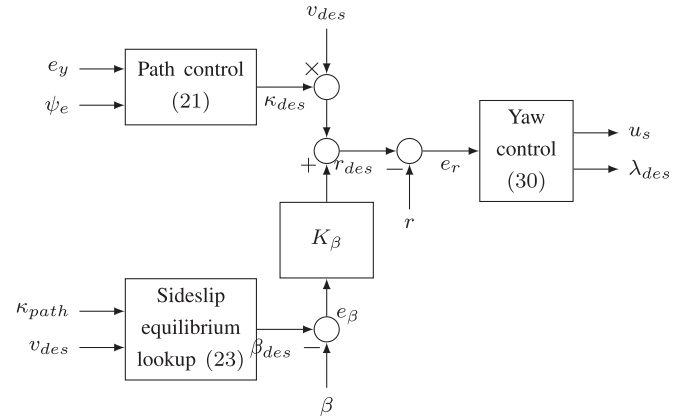 v_des
e_y
ψ_e
Path control
(21)
κ_des
×
+
r_des
−
e_r
r
Yaw
control
(30)
u_s
λ_des
K_β
κ_path
v_des
Sideslip
equilibrium
lookup (23)
β_des
−
e_β
β